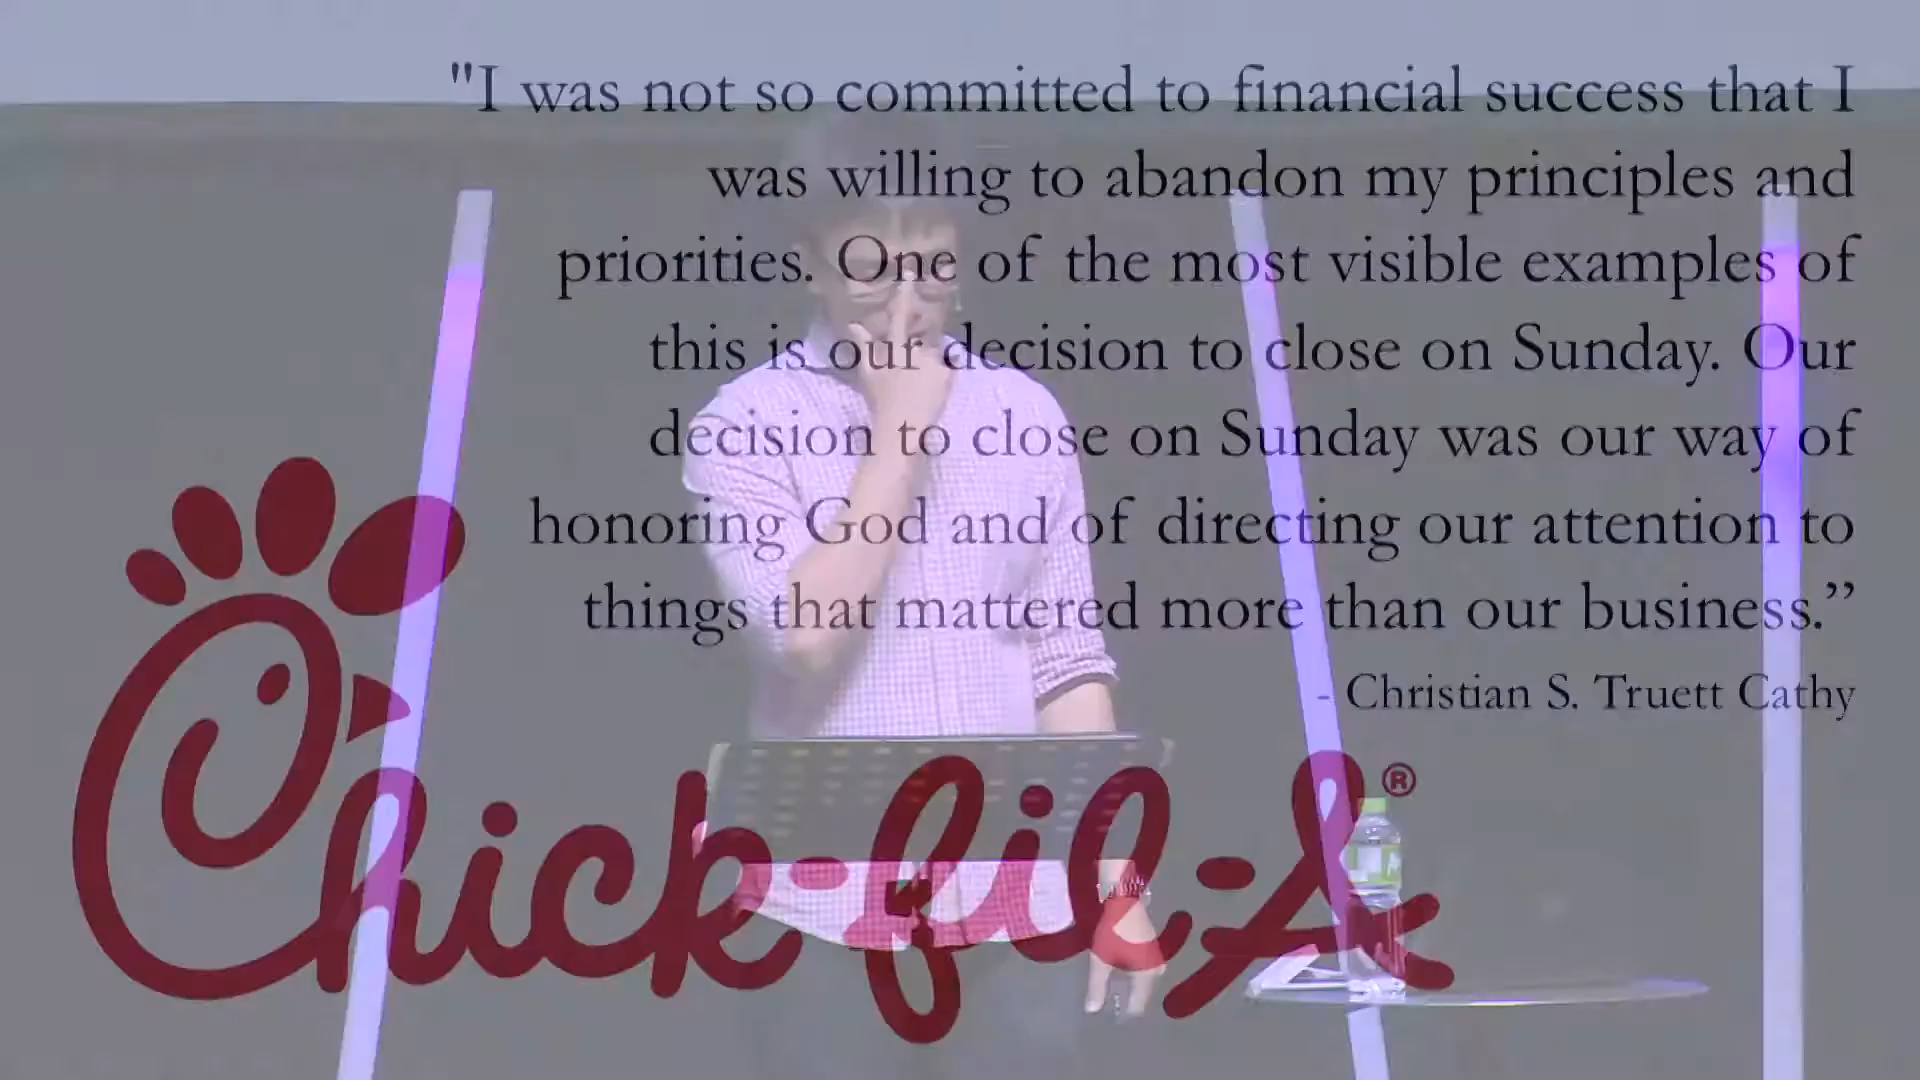 "I was not so committed to financial success that I
was willing to abandon my principles and
priorities. One of the most visible examples of
this is our decision to close on Sunday. Our
decision to close on Sunday was our way of
honoring God and of directing our attention to
things that mattered more than our business.”
- Christian S. Truett Cathy
Chick-fil-A®